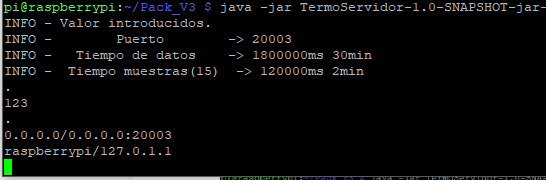 pi@raspberrypi:~/Pack_V3 $ java -jar TermoServidor-1.0-SNAPSHOT-jar-
INFO - Valor introducidos.
INFO -         Puerto          -> 20003
INFO -    Tiempo de datos     -> 1800000ms 30min
INFO -  Tiempo muestras(15)  -> 120000ms 2min
.
123
.
0.0.0.0/0.0.0.0:20003
raspberrypi/127.0.1.1